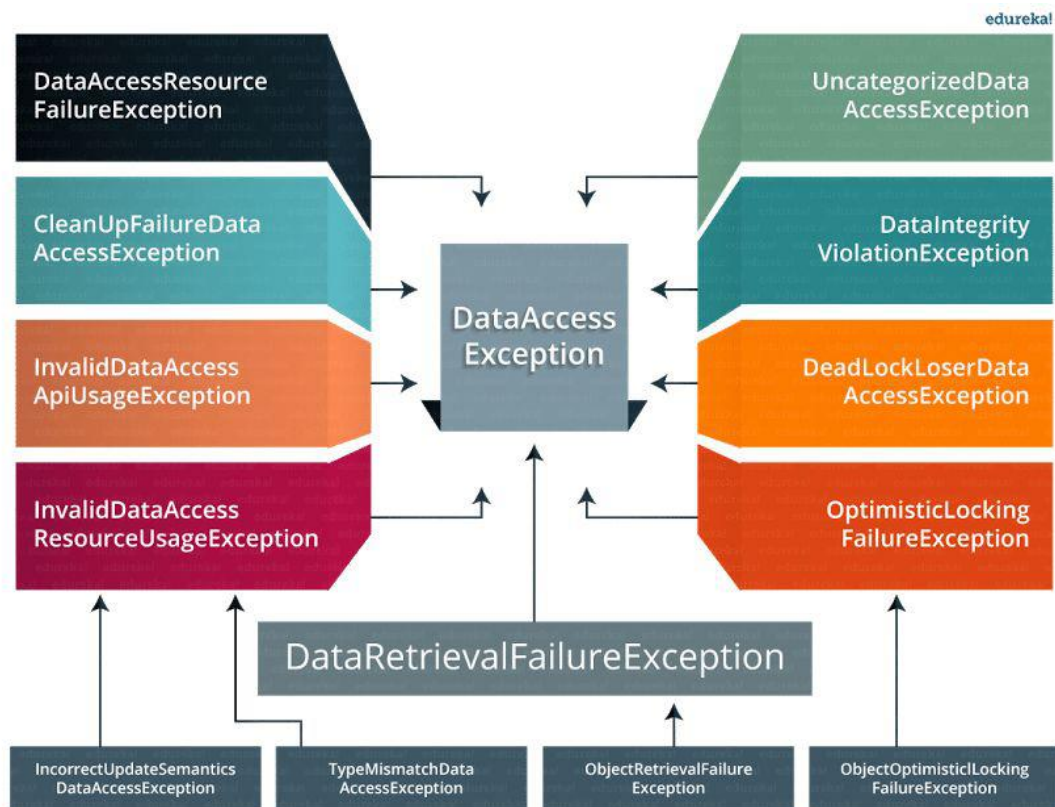 edureka!
DataAccessResource
FailureException
UncategorizedData
AccessException
CleanUpFailureData
AccessException
DataIntegrity
ViolationException
DataAccess
Exception
InvalidDataAccess
ApiUsageException
DeadLockLoserData
AccessException
InvalidDataAccess
ResourceUsageException
OptimisticLocking
FailureException
DataRetrievalFailureException
IncorrectUpdateSemantics
DataAccessException
TypeMismatchData
AccessException
ObjectRetrievalFailure
Exception
ObjectOptimisticlLocking
FailureException